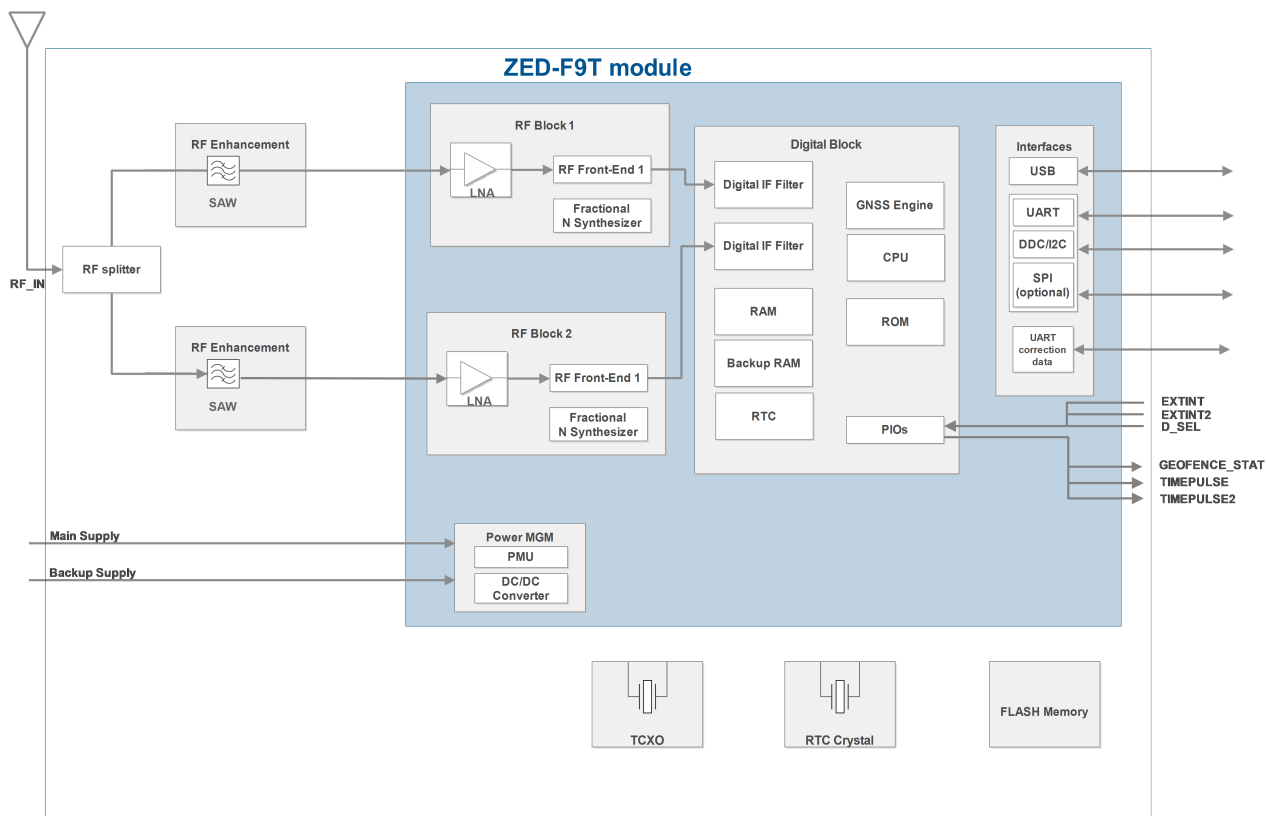 ZED-F9T module
RF_IN
RF splitter
RF Enhancement
SAW
RF Enhancement
SAW
RF Block 1
LNA
RF Front-End 1
Fractional
N Synthesizer
RF Block 2
LNA
RF Front-End 1
Fractional
N Synthesizer
Digital Block
Digital IF Filter
Digital IF Filter
RAM
Backup RAM
RTC
GNSS Engine
CPU
ROM
PIOs
Interfaces
USB
UART
DDC/I2C
SPI
(optional)
UART
correction
data
EXTINT
EXTINT2
D_SEL
GEOFENCE_STAT
TIMEPULSE
TIMEPULSE2
Main Supply
Backup Supply
Power MGM
PMU
DC/DC
Converter
TCXO
RTC Crystal
FLASH Memory